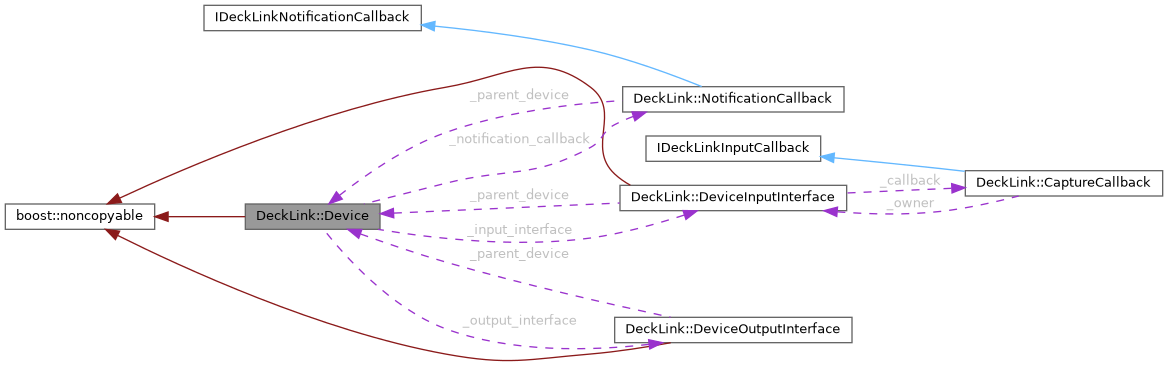 IDeckLinkNotificationCallback
_parent_device
DeckLink::NotificationCallback
_notification_callback
IDeckLinkInputCallback
_callback
DeckLink::CaptureCallback
_parent_device
DeckLink::DeviceInputInterface
_owner
boost::noncopyable
DeckLink::Device
_input_interface
_parent_device
_output_interface
DeckLink::DeviceOutputInterface